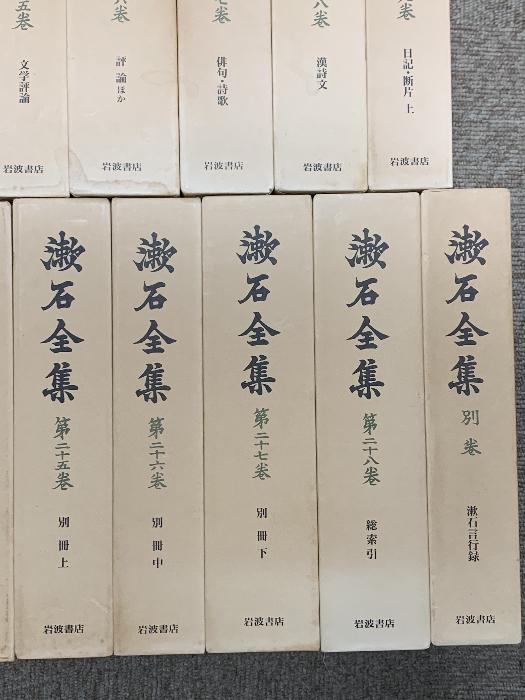 五巻
文学評論
岩波書店
六巻
評論ほか
岩波書店
七巻
俳句・詩歌
岩波書店
八巻
漢詩文
岩波書店
巻
日記・断片 上
岩波書店
漱石全集
第二十五巻
別冊上
岩波書店
漱石全集
第二十六巻
別冊中
岩波書店
漱石全集
第二十七巻
別冊下
岩波書店
漱石全集
第二十八巻
総索引
岩波書店
漱石全集
別巻
漱石言行録
岩波書店